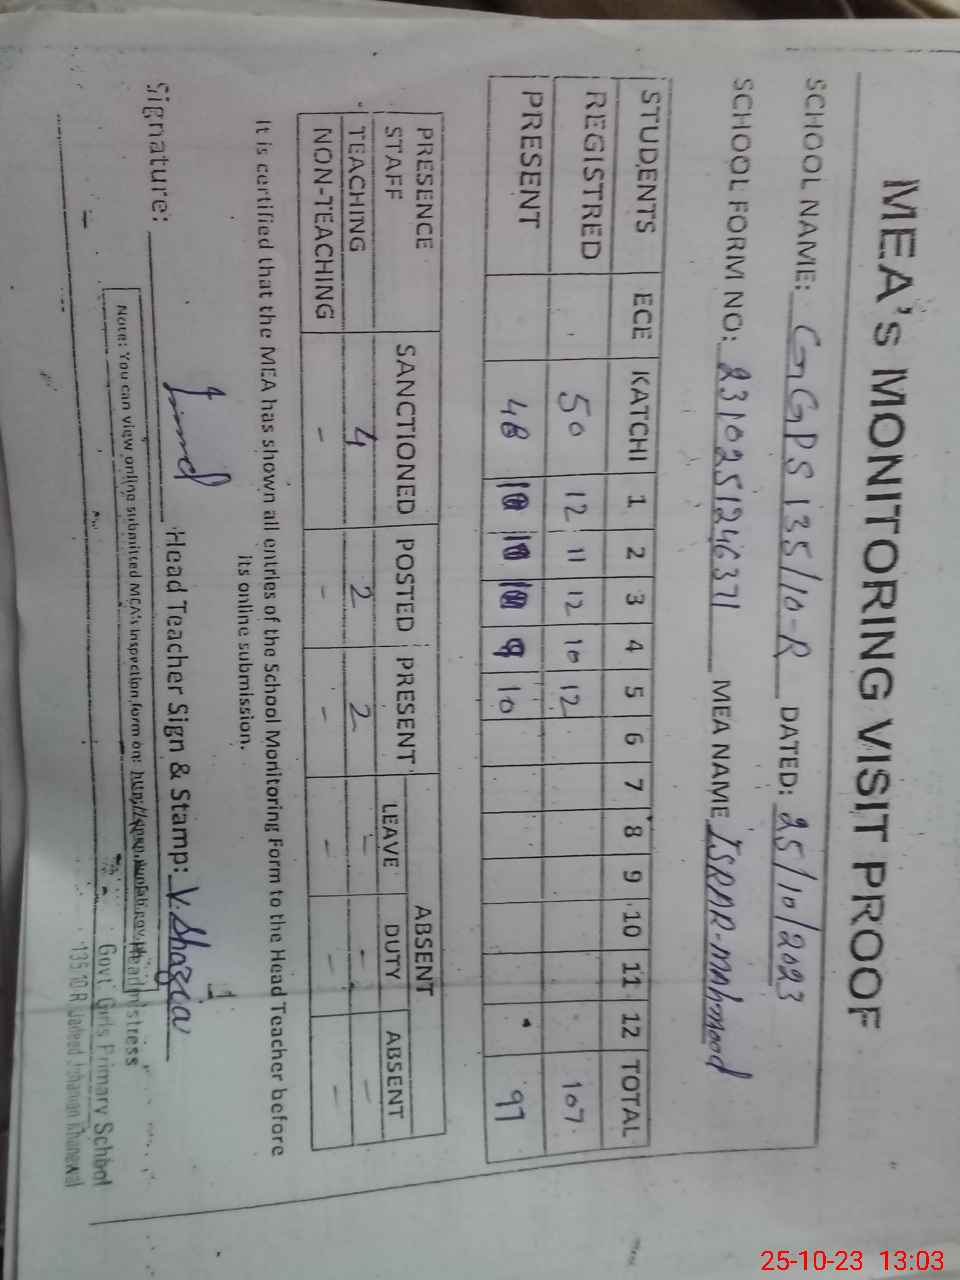 MEA's MONITORING VISIT PROOF
SCHOOL NAME: GGPS 135/10-R DATED: 25/10/2023
SCHOOL FORM NO: 2310251246371 MEA NAME ISRAR-MAhmood
STUDENTS ECE KATCHI 1 2 3 4 5 6 7 8 9 10 11 12 TOTAL
REGISTRED 50 12 11 12 10 12 107
PRESENT 48 10 10 10 9 10 97
PRESENCE SANCTIONED POSTED PRESENT ABSENT
STAFF LEAVE DUTY ABSENT
TEACHING 4 2 2 - - -
NON-TEACHING - - - - - -
It is certified that the MEA has shown all entries of the School Monitoring Form to the Head Teacher before
its online submission.
Signature: Head Teacher Sign & Stamp: Shazia
Note: You can view online submitted MEA's inspection form on:
Headmistress
Govt. Girls Primary School
135 10 R Khanewal
25-10-23 13:03